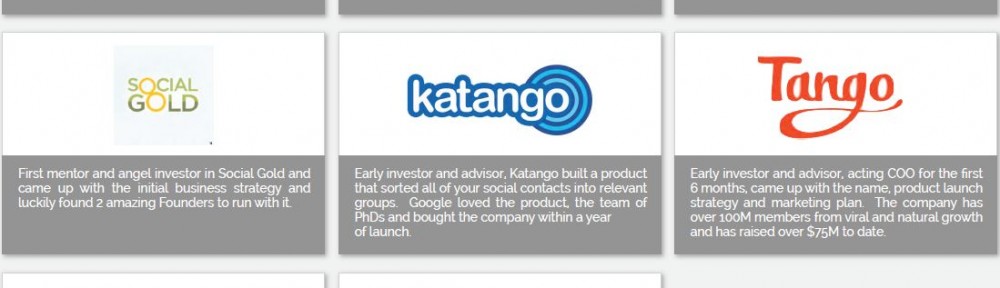 SOCIAL
GOLD
First mentor and angel investor in Social Gold and
came up with the initial business strategy and
luckily found 2 amazing Founders to run with it.
katango
Early investor and advisor, Katango built a product
that sorted all of your social contacts into relevant
groups. Google loved the product, the team of
PhDs and bought the company within a year
of launch.
Tango
Early investor and advisor, acting COO for the first
6 months, came up with the name, product launch
strategy and marketing plan. The company has
over 100M members from viral and natural growth
and has raised over $75M to date.